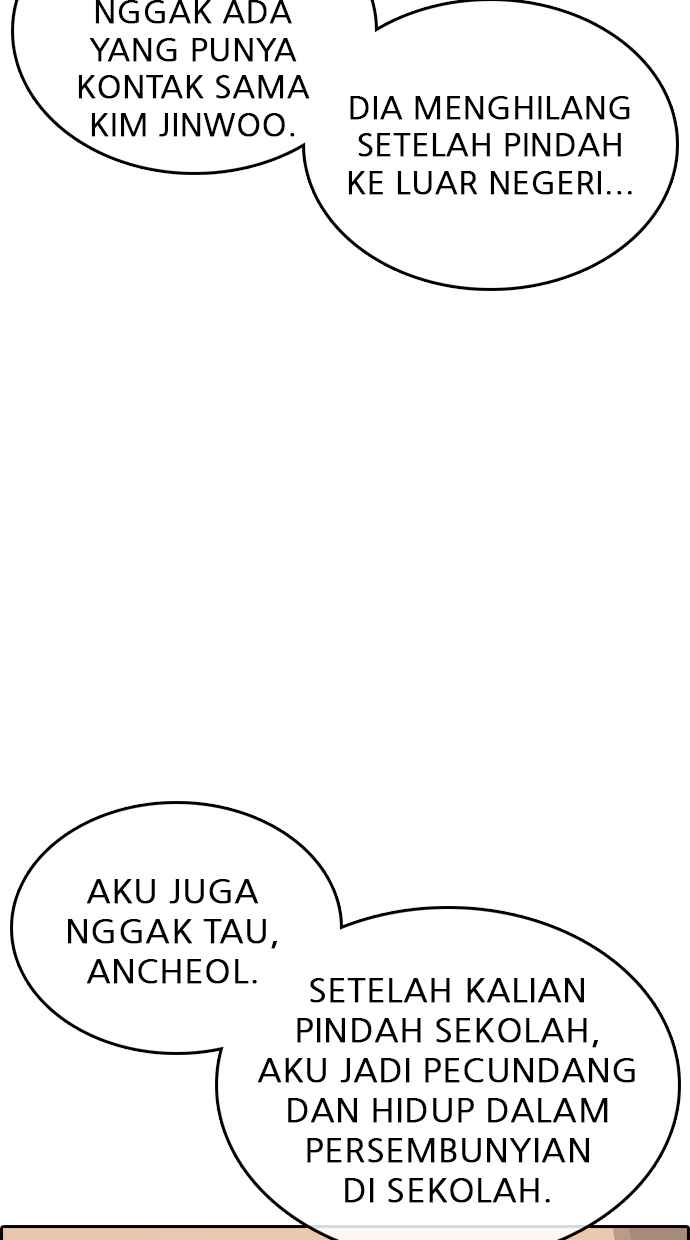 NGGAK ADA
YANG PUNYA
KONTAK SAMA
KIM JINWOO.
DIA MENGHILANG
SETELAH PINDAH
KE LUAR NEGERI...
AKU JUGA
NGGAK TAU,
ANCHEOL.
SETELAH KALIAN
PINDAH SEKOLAH,
AKU JADI PECUNDANG
DAN HIDUP DALAM
PERSEMBUNYIAN
DI SEKOLAH.